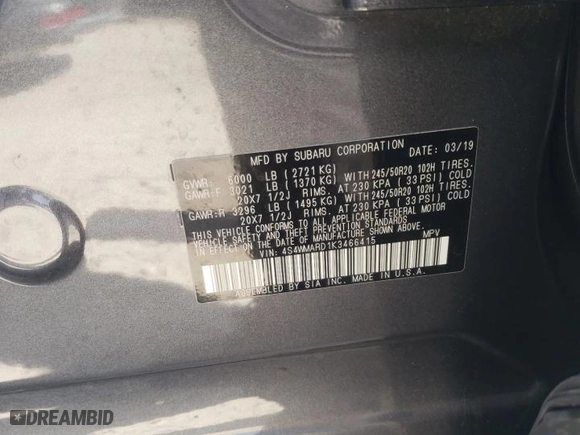 MFD BY SUBARU CORPORATION DATE: 03/19
GVWR: 6000 LB ( 2721 KG)
GAWR:F 3021 LB ( 1370 KG) WITH 245/50R20 102H TIRES.
20X7 1/2J RIMS. AT 230 KPA ( 33 PSI) COLD
GAWR:R 3296 LB ( 1495 KG) WITH 245/50R20 102H TIRES.
20X7 1/2J RIMS. AT 230 KPA ( 33 PSI) COLD
THIS VEHICLE CONFORMS TO ALL APPLICABLE FEDERAL MOTOR
VEHICLE SAFETY AND THEFT PREVENTION STANDARDS IN EFFECT
ON THE DATE OF MANUFACTURE SHOWN ABOVE.
VIN: 4S4WMARD1K3466415 MPV
ASSEMBLED BY SIA INC. MADE IN U.S.A.
DREAMBID